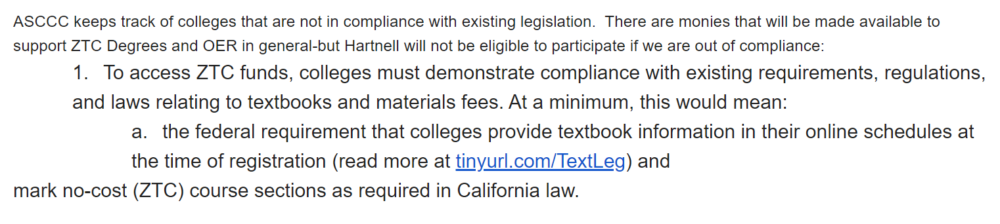 ASCCC keeps track of colleges that are not in compliance with existing legislation.  There are monies that will be made available to
support ZTC Degrees and OER in general-but Hartnell will not be eligible to participate if we are out of compliance:
1.   To access ZTC funds, colleges must demonstrate compliance with existing requirements, regulations,
and laws relating to textbooks and materials fees. At a minimum, this would mean:
a.   the federal requirement that colleges provide textbook information in their online schedules at
the time of registration (read more at tinyurl.com/TextLeg) and
mark no-cost (ZTC) course sections as required in California law.